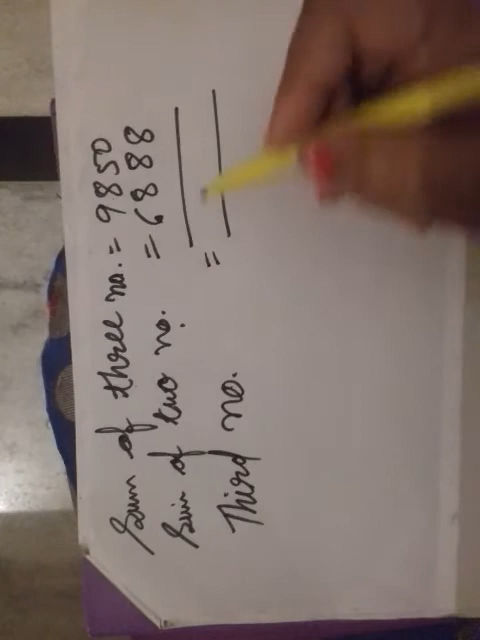 Sum of three no. = 9850
Sum of two no. = 6888
Third no. =